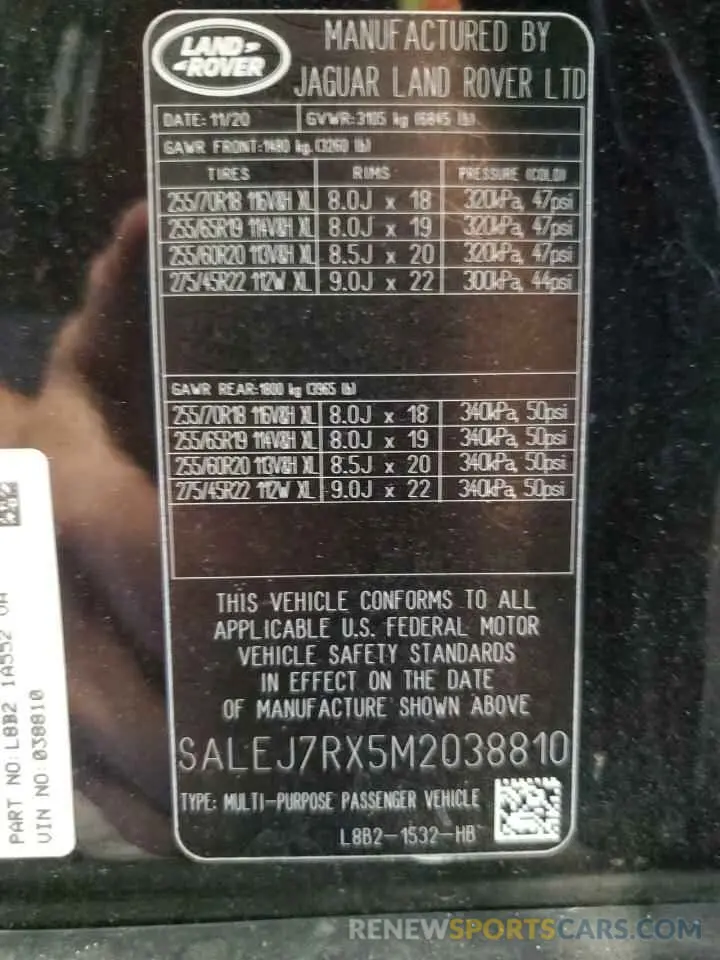 LAND ROVER
MANUFACTURED BY
JAGUAR LAND ROVER LTD
DATE: 11/20 GVWR:3105 kg (6845 lb).
GAWR FRONT:1480 kg.(3260 lb)
TIRES RIMS PRESSURE (COLD)
255/70R18 116V&H XL 8.0J x 18 320kPa, 47psi
255/65R19 114V&H XL 8.0J x 19 320kPa, 47psi
255/60R20 113V&H XL 8.5J x 20 320kPa, 47psi
275/45R22 112W XL 9.0J x 22 300kPa, 44psi
GAWR REAR:1800 kg (3965 lb)
255/70R18 116V&H XL 8.0J x 18 340kPa, 50psi
255/65R19 114V&H XL 8.0J x 19 340kPa, 50psi
255/60R20 113V&H XL 8.5J x 20 340kPa, 50psi
275/45R22 112W XL 9.0J x 22 340kPa, 50psi
THIS VEHICLE CONFORMS TO ALL
APPLICABLE U.S. FEDERAL MOTOR
VEHICLE SAFETY STANDARDS
IN EFFECT ON THE DATE
OF MANUFACTURE SHOWN ABOVE
SALEJ7RX5M2038810
TYPE: MULTI-PURPOSE PASSENGER VEHICLE
L8B2-1532-HB
PART NO: L8B2 1A552
VIN NO: 038810
RENEWSPORTSCARS.COM